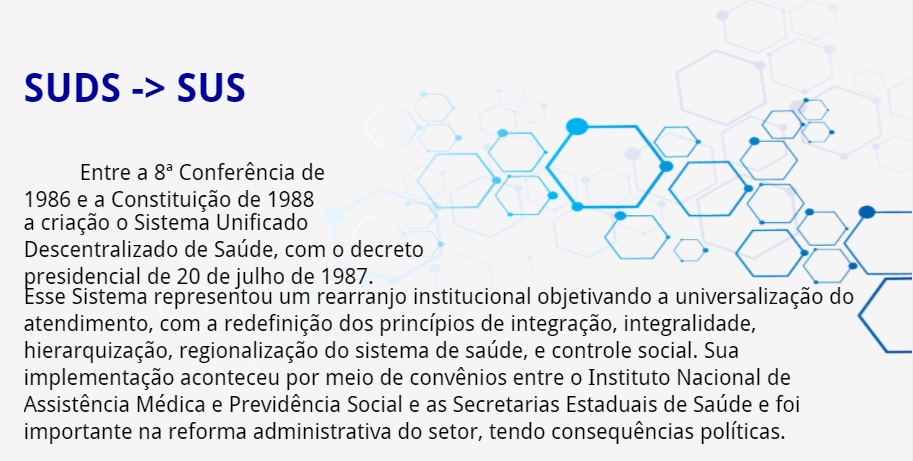 SUDS -> SUS
Entre a 8ª Conferência de
1986 e a Constituição de 1988
a criação o Sistema Unificado
Descentralizado de Saúde, com o decreto
presidencial de 20 de julho de 1987.
Esse Sistema representou um rearranjo institucional objetivando a universalização do
atendimento, com a redefinição dos princípios de integração, integralidade,
hierarquização, regionalização do sistema de saúde, e controle social. Sua
implementação aconteceu por meio de convênios entre o Instituto Nacional de
Assistência Médica e Previdência Social e as Secretarias Estaduais de Saúde e foi
importante na reforma administrativa do setor, tendo consequências políticas.